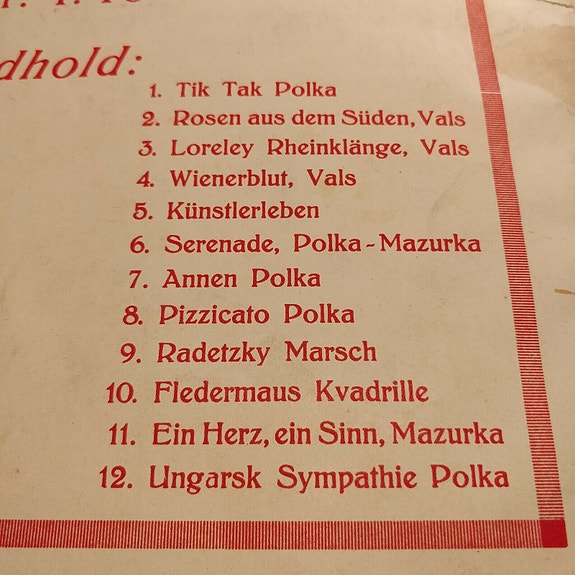 dhold:
1. Tik Tak Polka
2. Rosen aus dem Süden, Vals
3. Loreley Rheinklänge, Vals
4. Wienerblut, Vals
5. Künstlerleben
6. Serenade, Polka-Mazurka
7. Annen Polka
8. Pizzicato Polka
9. Radetzky Marsch
10. Fledermaus Kvadrille
11. Ein Herz, ein Sinn, Mazurka
12. Ungarsk Sympathie Polka